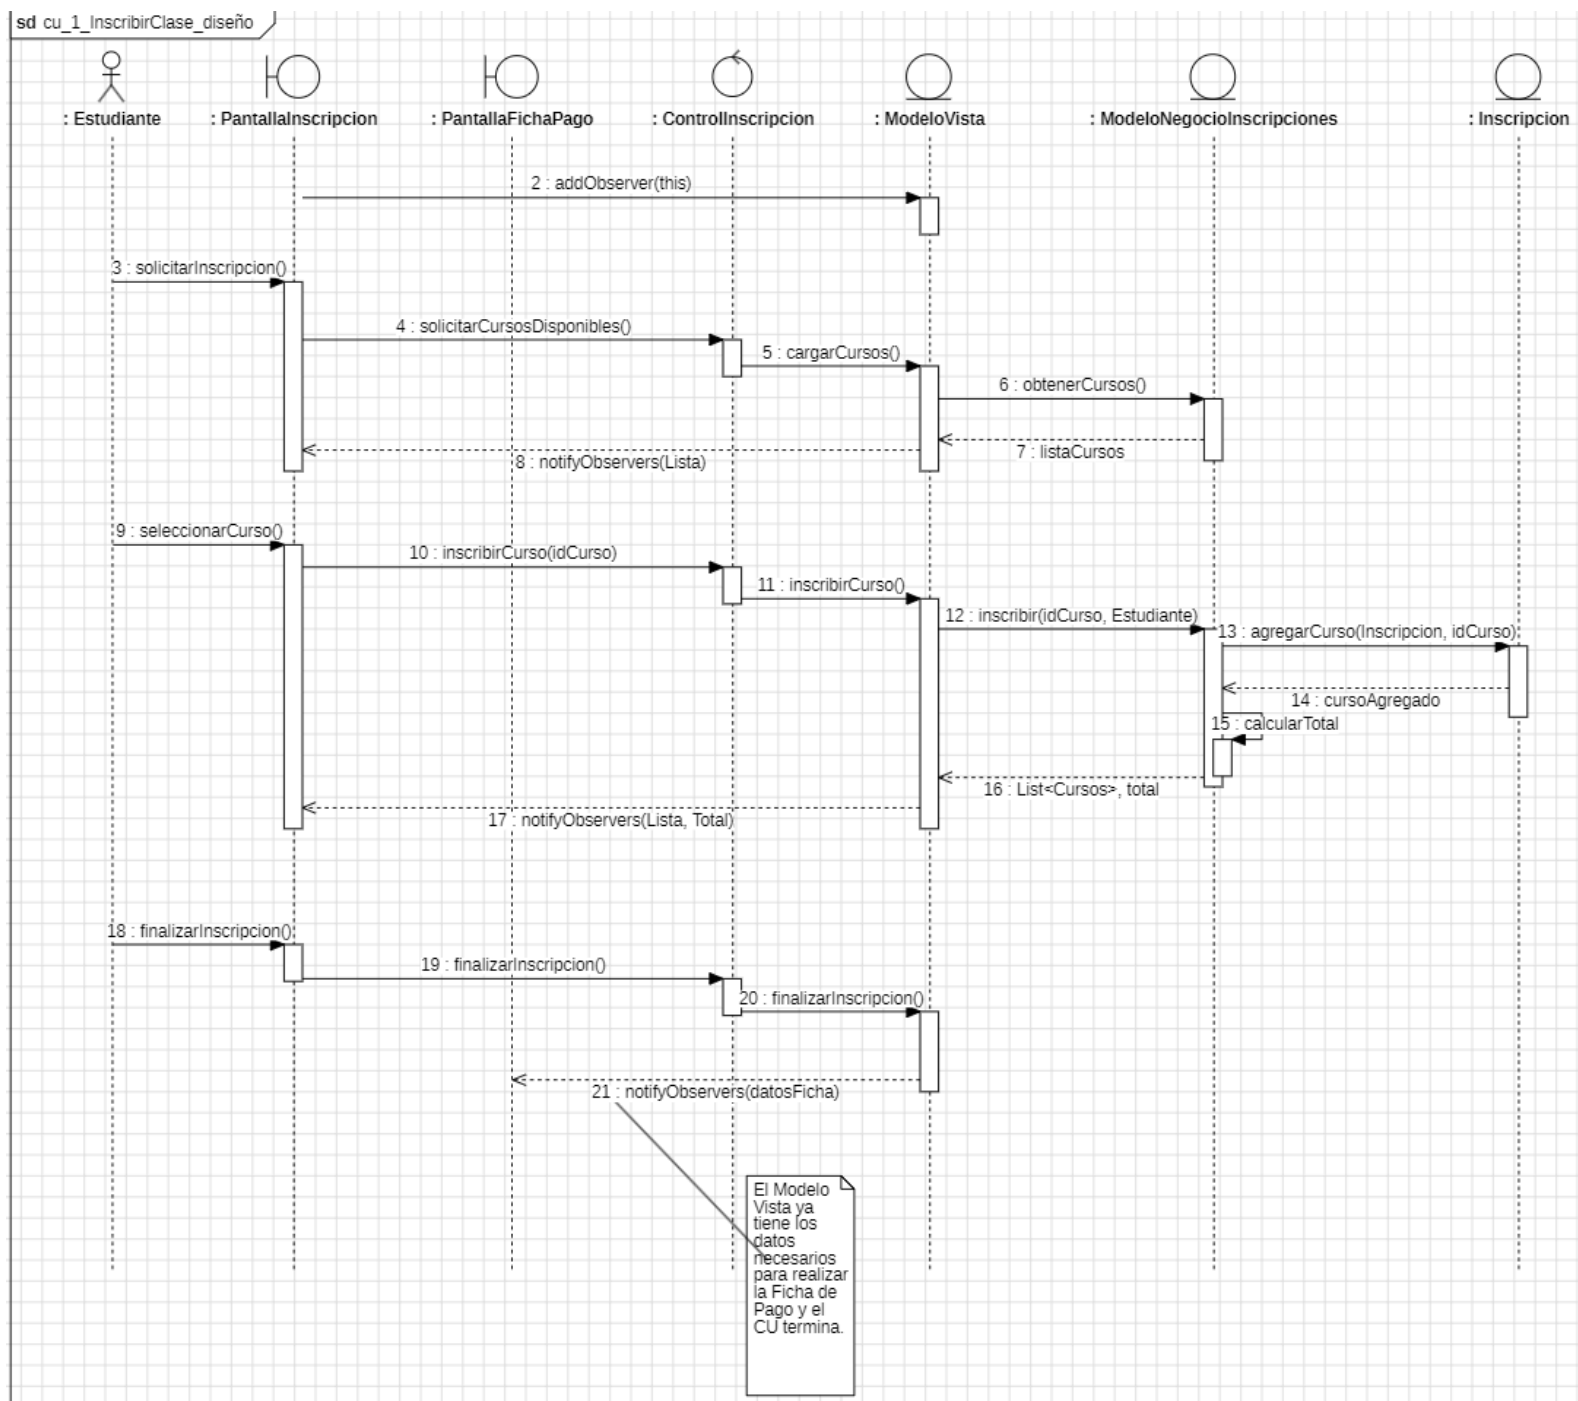 sd cu_1_InscribirClase_diseño
: Estudiante
: PantallaInscripcion
: PantallaFichaPago
: ControlInscripcion
: ModeloVista
: ModeloNegocioInscripciones
: Inscripcion
2 : addObserver(this)
3 : solicitarInscripcion()
4 : solicitarCursosDisponibles()
5 : cargarCursos()
6 : obtenerCursos()
7 : listaCursos
8 : notifyObservers(Lista)
9 : seleccionarCurso()
10 : inscribirCurso(idCurso)
11 : inscribirCurso()
12 : inscribir(idCurso, Estudiante)
13 : agregarCurso(Inscripcion, idCurso)
14 : cursoAgregado
15 : calcularTotal
16 : List<Cursos>, total
17 : notifyObservers(Lista, Total)
18 : finalizarInscripcion()
19 : finalizarInscripcion()
20 : finalizarInscripcion()
21 : notifyObservers(datosFicha)
El Modelo
Vista ya
tiene los
datos
necesarios
para realizar
la Ficha de
Pago y el
CU termina.